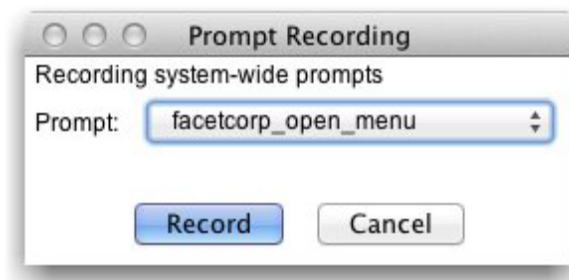 Prompt Recording
Recording system-wide prompts
Prompt: facetcorp_open_menu
Record Cancel